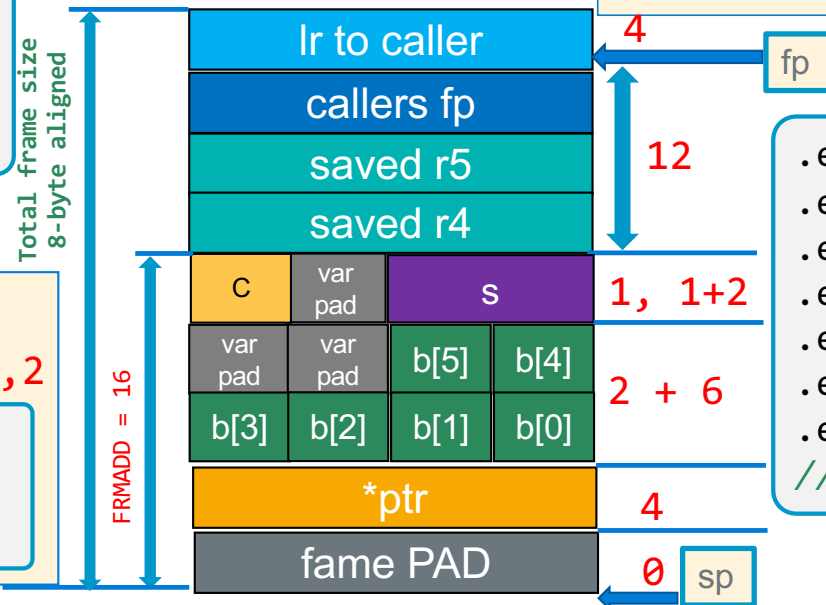 4
lr to caller
fp
callers fp
Total frame size
8-byte aligned
12
saved r5
saved r4
C
var
pad
s
1, 1+2
var
pad
var
pad
b[5]
b[4]
,2
2 + 6
b[3]
b[2]
b[1]
b[0]
FRMADD = 16
*ptr
4
fame PAD
0
sp
.e
.e
.e
.e
.e
.e
.e
//